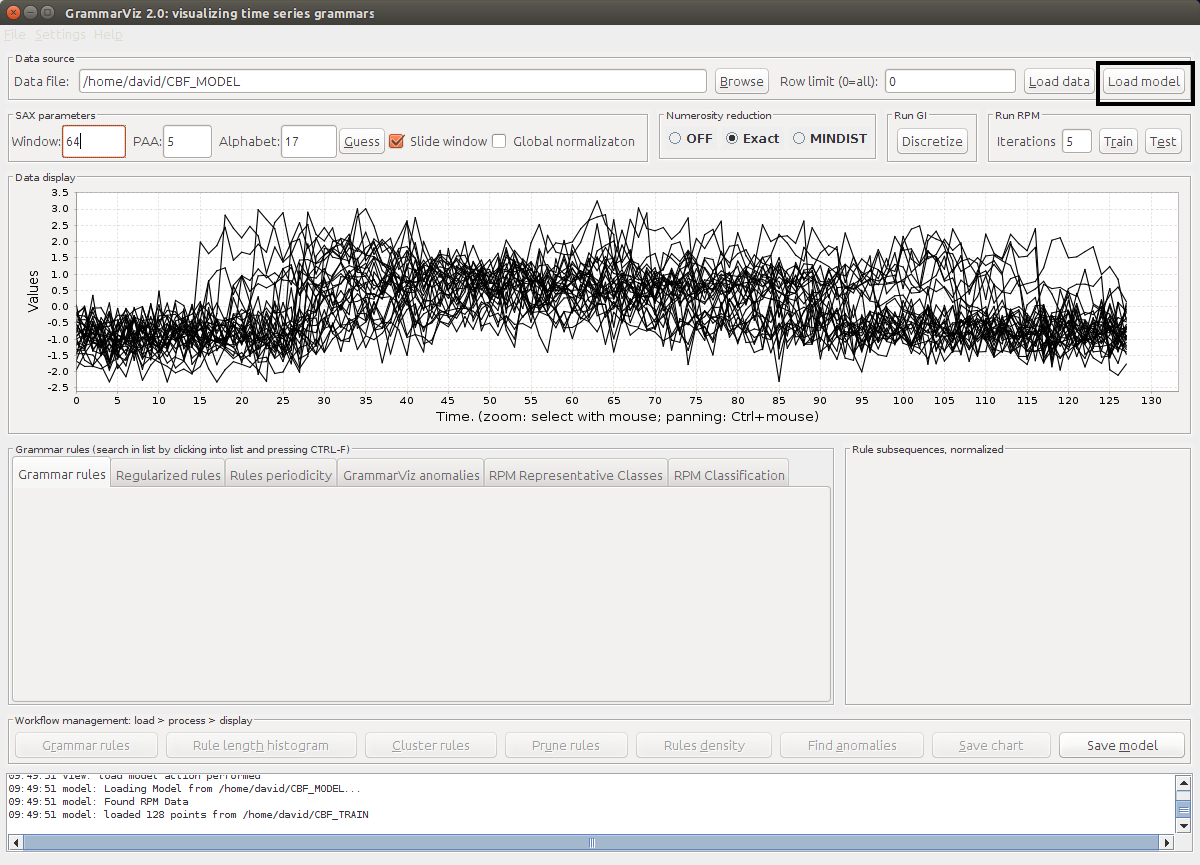 GrammarViz 2.0: visualizing time series grammars
File Settings Help
Data source
Data file: /home/david/CBF_MODEL Browse Row limit (0=all): 0 Load data Load model
SAX parameters Numerosity reduction Run GI Run RPM
Window: 64 PAA: 5 Alphabet: 17 Guess Slide window Global normalizaton OFF Exact MINDIST Discretize Iterations 5 Train Test
Data display
3.5
3.0
2.5
2.0
1.5
1.0
0.5
0.0
-0.5
-1.0
-1.5
-2.0
-2.5
Values
0 5 10 15 20 25 30 35 40 45 50 55 60 65 70 75 80 85 90 95 100 105 110 115 120 125 130
Time. (zoom: select with mouse; panning: Ctrl+mouse)
Grammar rules (search in list by clicking into list and pressing CTRL-F) Rule subsequences, normalized
Grammar rules Regularized rules Rules periodicity GrammarViz anomalies RPM Representative Classes RPM Classification
Workflow management: load > process > display
Grammar rules Rule length histogram Cluster rules Prune rules Rules density Find anomalies Save chart Save model
09:49:51 view: load model action performed
09:49:51 model: Loading Model from /home/david/CBF_MODEL...
09:49:51 model: Found RPM Data
09:49:51 model: loaded 128 points from /home/david/CBF_TRAIN